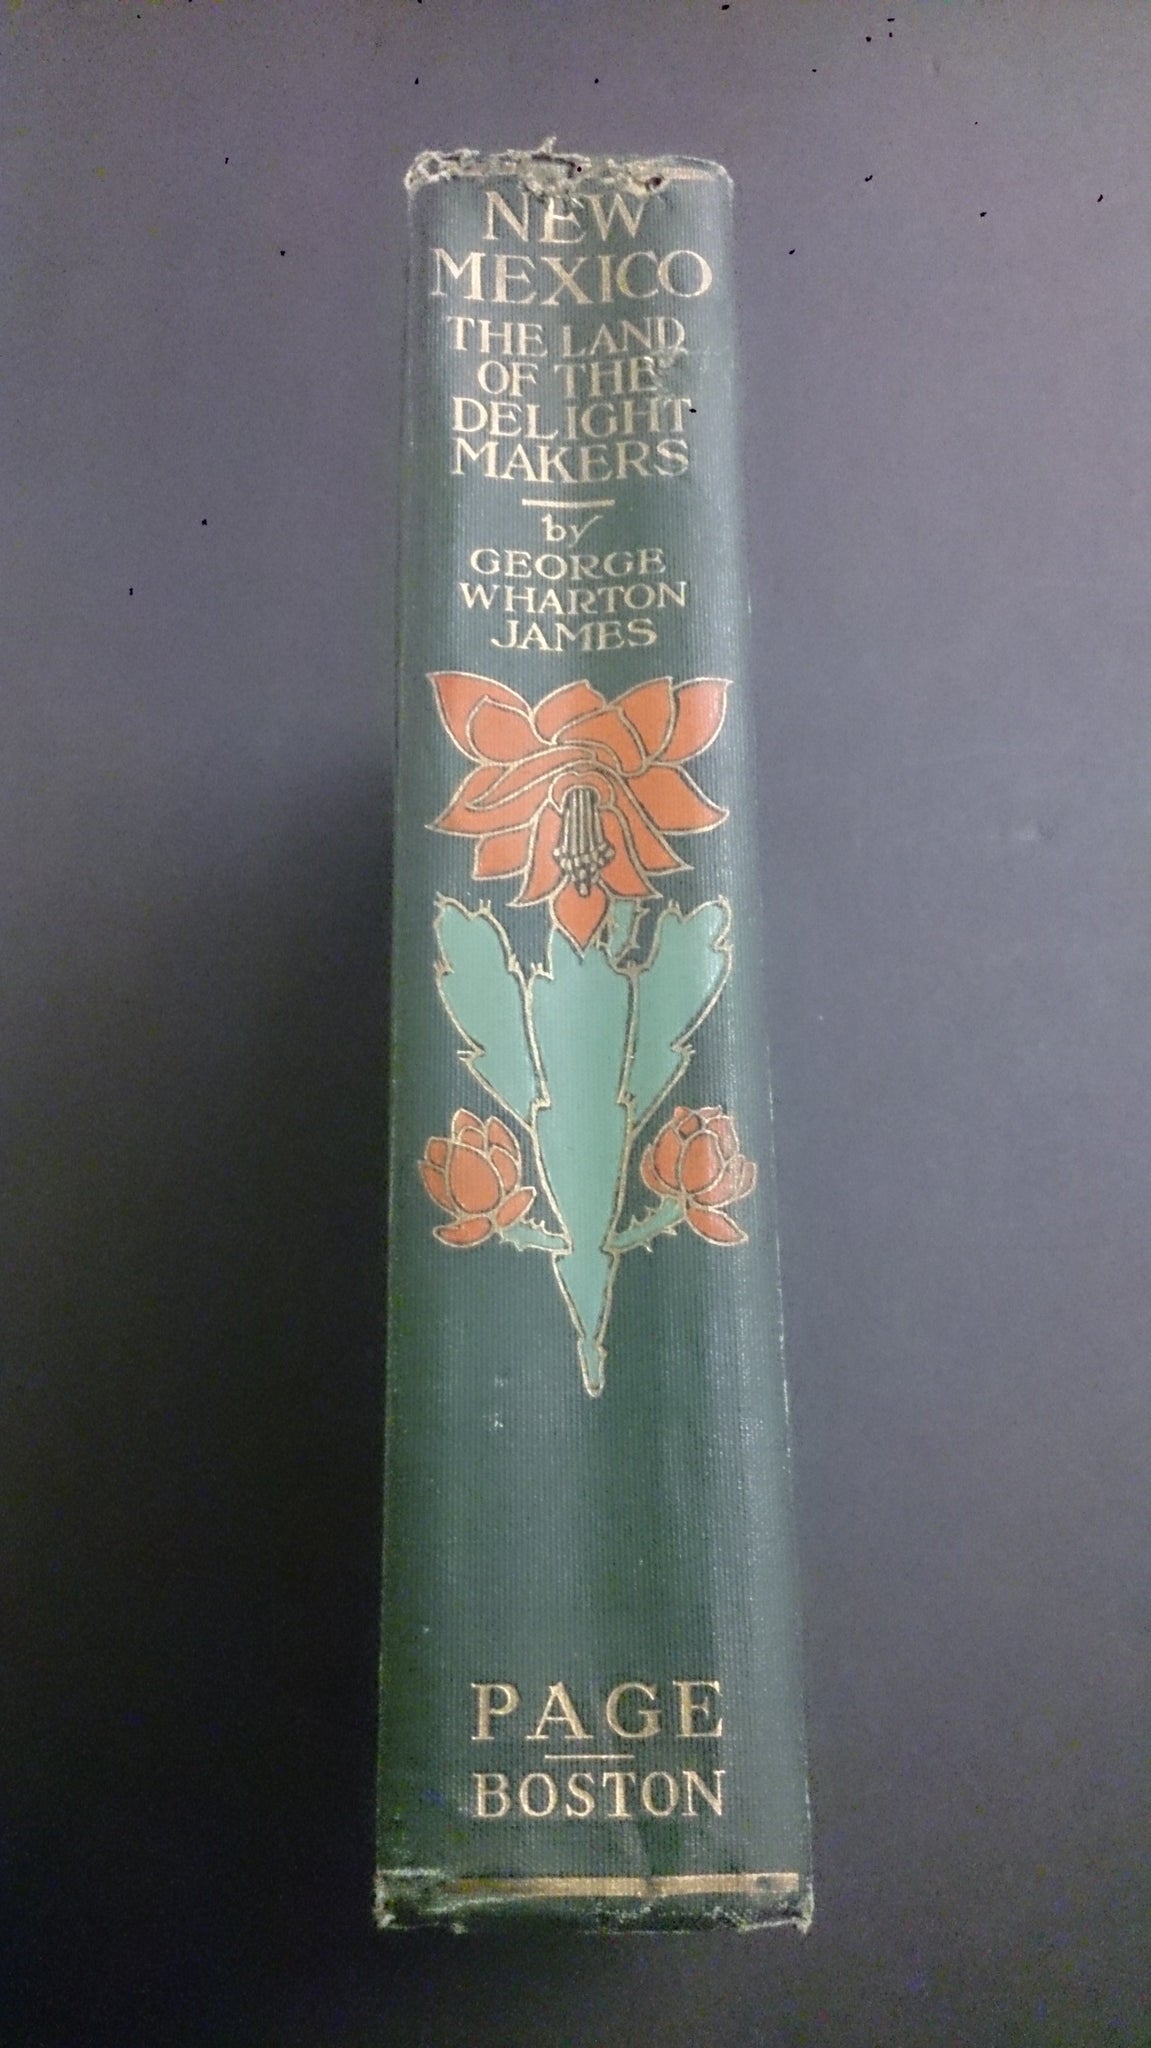 NEW
MEXICO
THE LAND
OF THE
DELIGHT
MAKERS
by
GEORGE
WHARTON
JAMES
PAGE
BOSTON